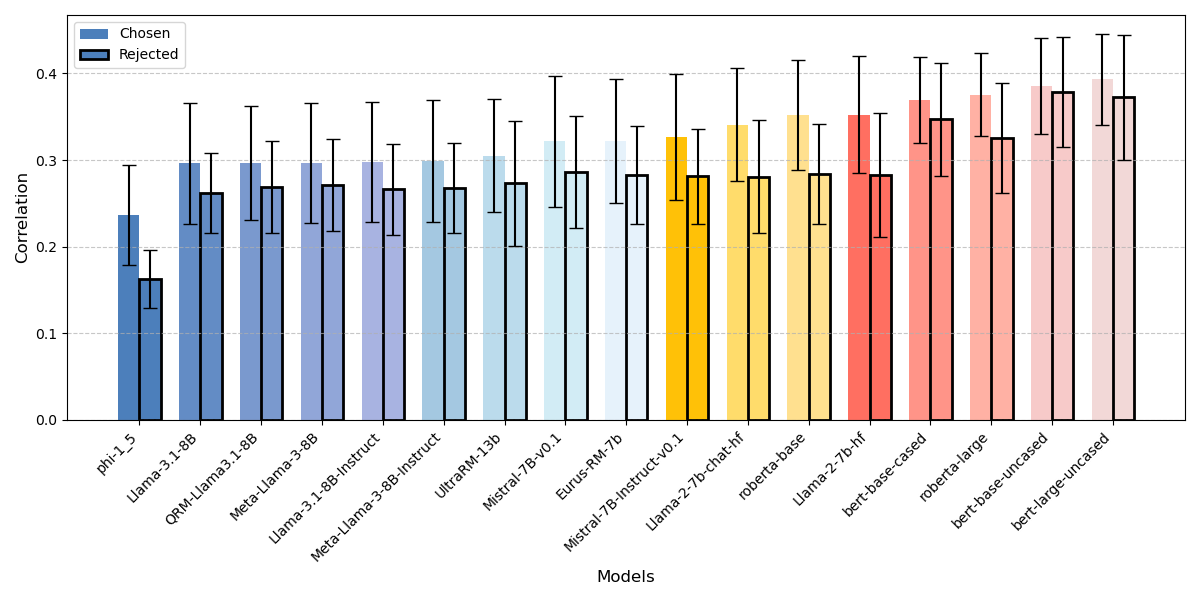 Chosen
Rejected
Correlation
0.4
0.3
0.2
0.1
0.0
phi-1_5
Llama-3.1-8B
QRM-Llama3.1-8B
Meta-Llama-3-8B
Llama-3.1-8B-Instruct
Meta-Llama-3-8B-Instruct
UltraRM-13b
Mistral-7B-v0.1
Eurus-RM-7b
Mistral-7B-Instruct-v0.1
Llama-2-7b-chat-hf
roberta-base
Llama-2-7b-hf
bert-base-cased
roberta-large
bert-base-uncased
bert-large-uncased
Models